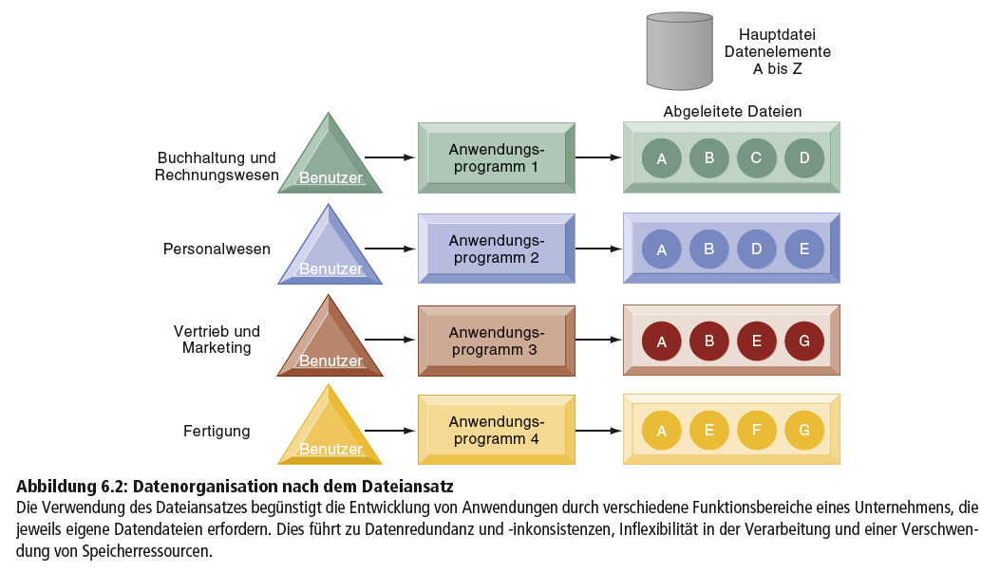 Hauptdatei
Datenelemente
A bis Z
Abgeleitete Dateien
Buchhaltung und
Rechnungswesen
Benutzer
Anwendungs-
programm 1
A B C D
Personalwesen
Benutzer
Anwendungs-
programm 2
A B D E
Vertrieb und
Marketing
Benutzer
Anwendungs-
programm 3
A B E G
Fertigung
Benutzer
Anwendungs-
programm 4
A E F G
Abbildung 6.2: Datenorganisation nach dem Dateiansatz
Die Verwendung des Dateiansatzes begünstigt die Entwicklung von Anwendungen durch verschiedene Funktionsbereiche eines Unternehmens, die
jeweils eigene Datendateien erfordern. Dies führt zu Datenredundanz und -inkonsistenzen, Inflexibilität in der Verarbeitung und einer Verschwen-
dung von Speicherressourcen.